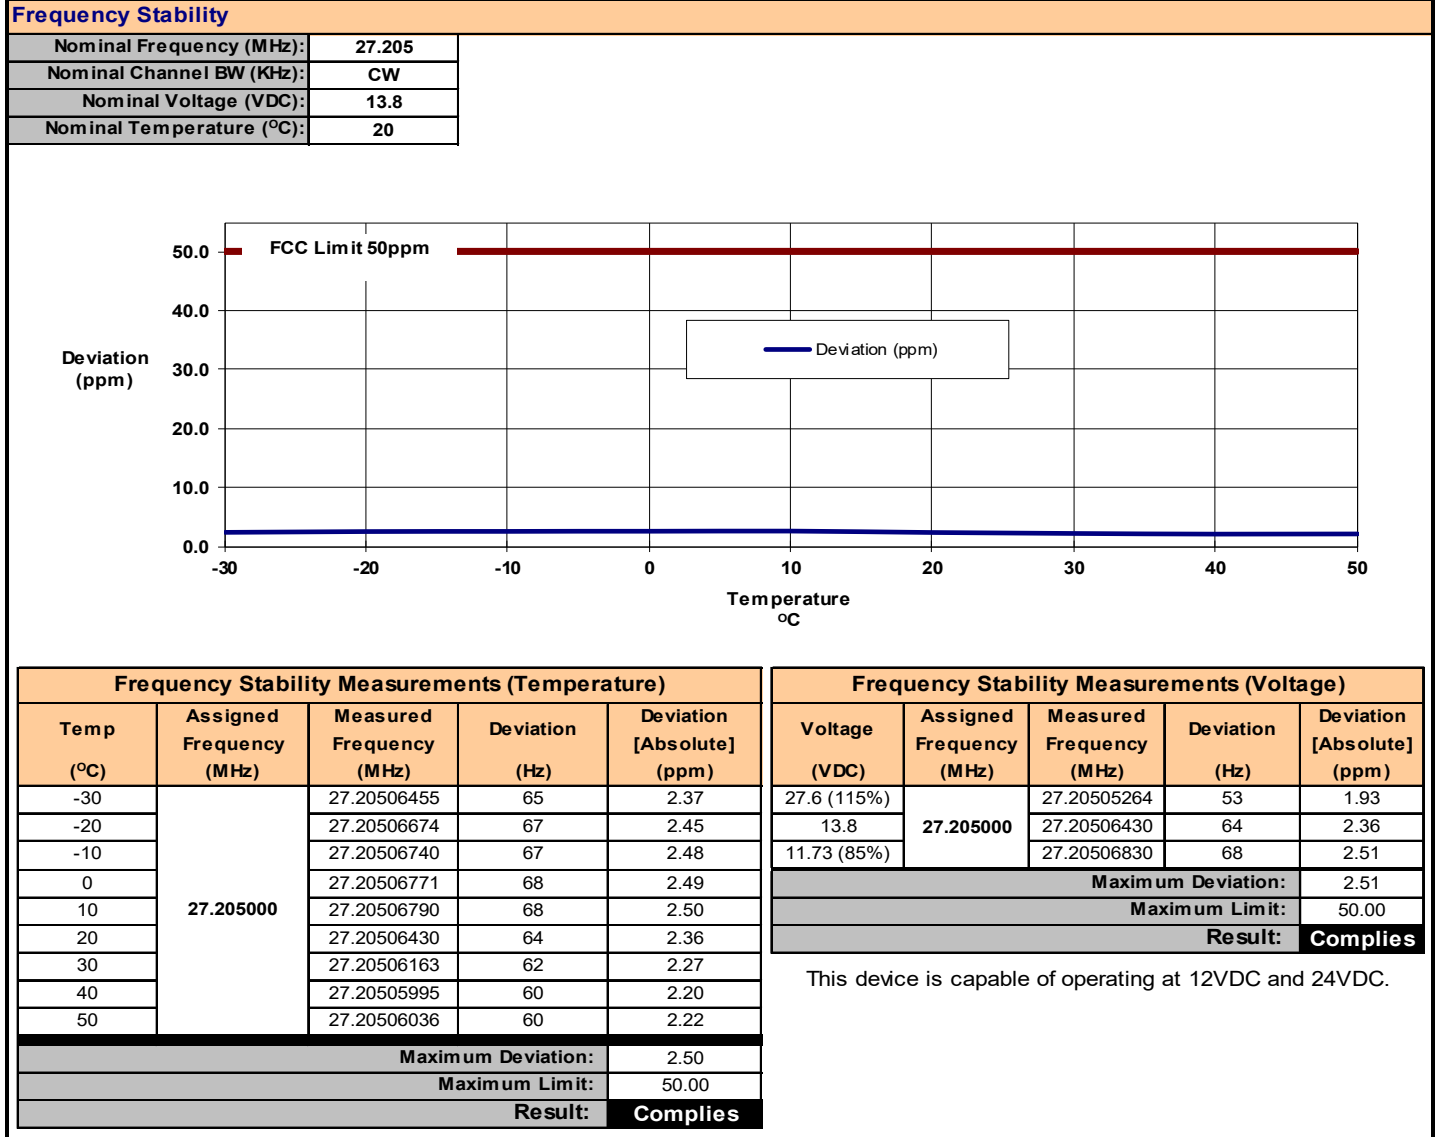 Frequency Stability
Nominal Frequency (MHz): 27.205
Nominal Channel BW (KHz): CW
Nominal Voltage (VDC): 13.8
Nominal Temperature (ᴼC): 20
50.0 FCC Limit 50ppm
40.0
Deviation (ppm)
Deviation
(ppm)
30.0
20.0
10.0
0.0
-30 -20 -10 0 10 20 30 40 50
Temperature
ᴼC
Frequency Stability Measurements (Temperature)
Temp (ᴼC) Assigned Frequency (MHz) Measured Frequency (MHz) Deviation (Hz) Deviation [Absolute] (ppm)
-30 27.20506455 65 2.37
-20 27.20506674 67 2.45
-10 27.20506740 67 2.48
0 27.20506771 68 2.49
10 27.205000 27.20506790 68 2.50
20 27.20506430 64 2.36
30 27.20506163 62 2.27
40 27.20505995 60 2.20
50 27.20506036 60 2.22
Maximum Deviation: 2.50
Maximum Limit: 50.00
Result: Complies
Frequency Stability Measurements (Voltage)
Voltage (VDC) Assigned Frequency (MHz) Measured Frequency (MHz) Deviation (Hz) Deviation [Absolute] (ppm)
27.6 (115%) 27.20505264 53 1.93
13.8 27.205000 27.20506430 64 2.36
11.73 (85%) 27.20506830 68 2.51
Maximum Deviation: 2.51
Maximum Limit: 50.00
Result: Complies
This device is capable of operating at 12VDC and 24VDC.